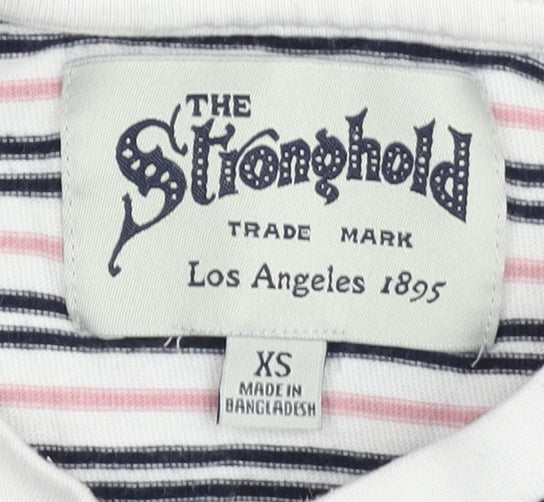 THE
Stronghold
TRADE MARK
Los Angeles 1895
XS
MADE IN
BANGLADESH